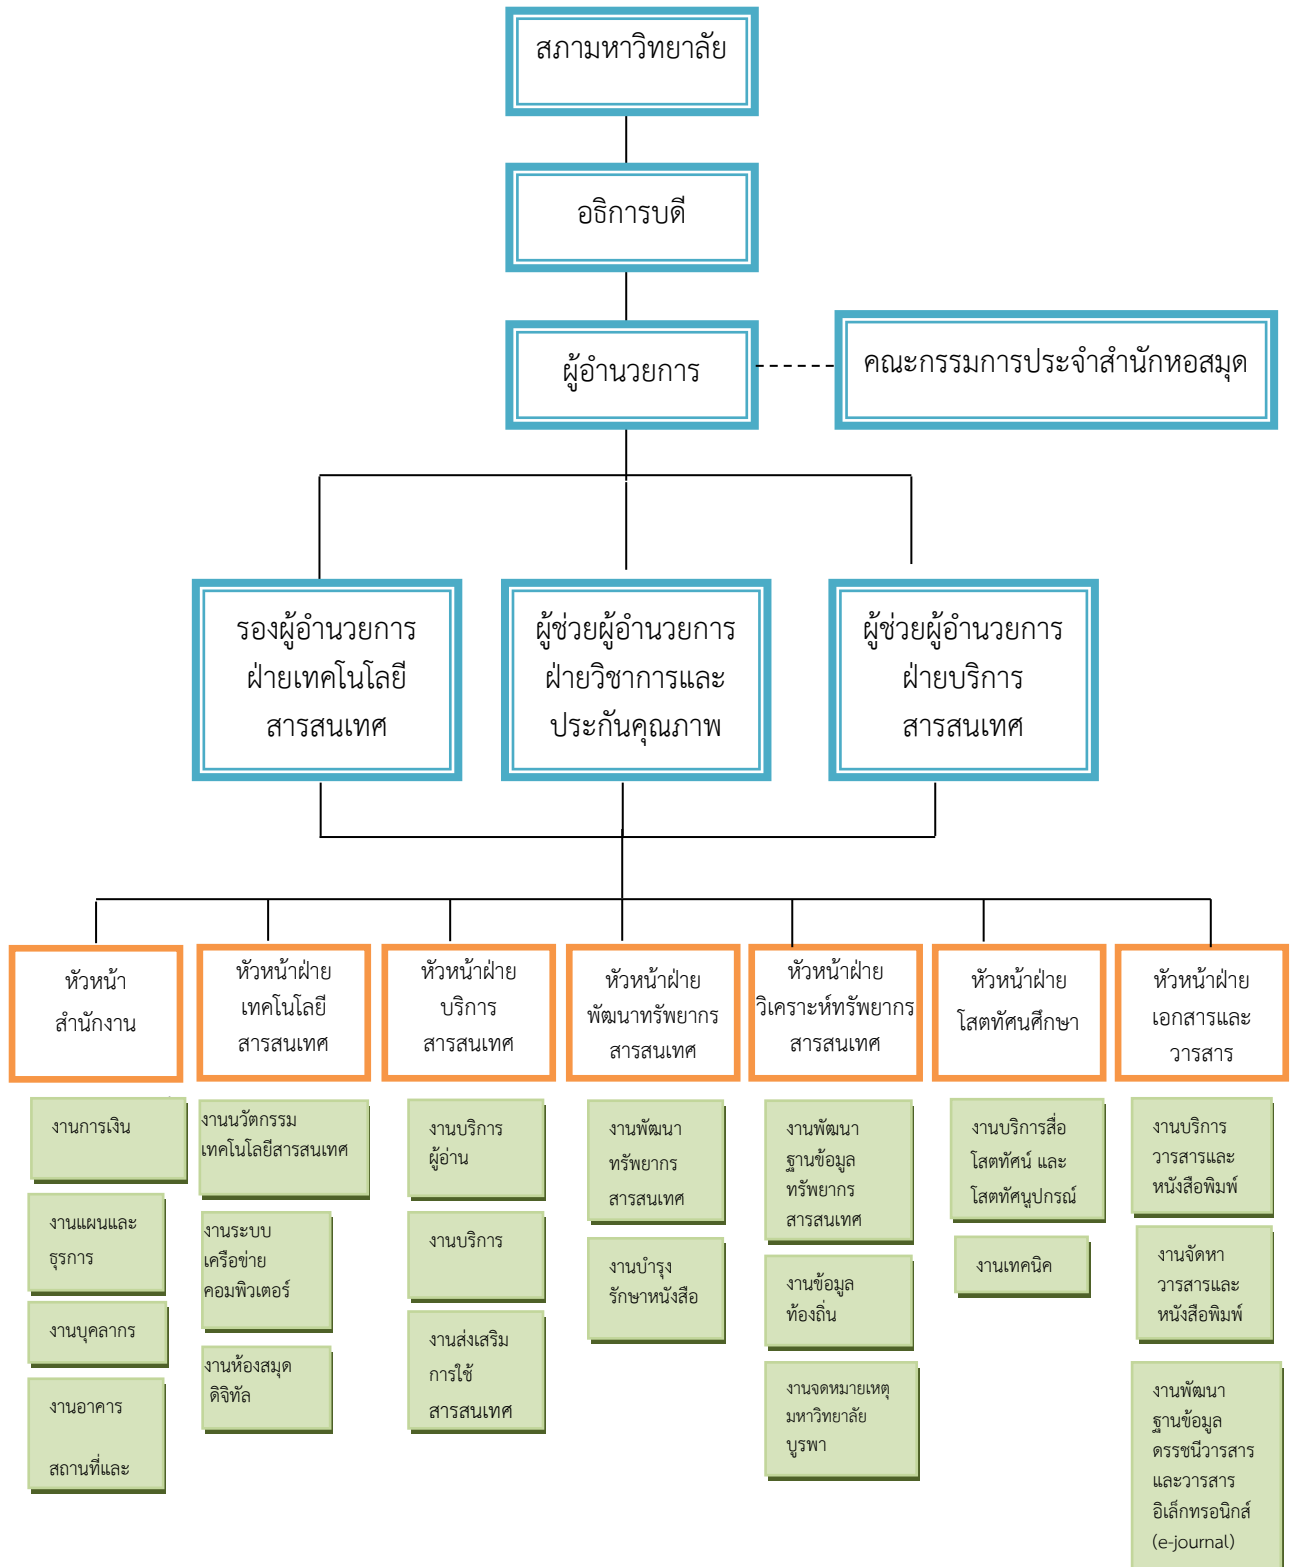 สภามหาวิทยาลัย
อธิการบดี
ผู้อำนวยการ
คณะกรรมการประจำสำนักหอสมุด
รองผู้อำนวยการ
ฝ่ายเทคโนโลยี
สารสนเทศ
ผู้ช่วยผู้อำนวยการ
ฝ่ายวิชาการและ
ประกันคุณภาพ
ผู้ช่วยผู้อำนวยการ
ฝ่ายบริการ
สารสนเทศ
หัวหน้า
สำนักงาน
หัวหน้าฝ่าย
เทคโนโลยี
สารสนเทศ
หัวหน้าฝ่าย
บริการ
สารสนเทศ
หัวหน้าฝ่าย
พัฒนาทรัพยากร
สารสนเทศ
หัวหน้าฝ่าย
วิเคราะห์ทรัพยากร
สารสนเทศ
หัวหน้าฝ่าย
โสตทัศนศึกษา
หัวหน้าฝ่าย
เอกสารและ
วารสาร
งานการเงิน
งานแผนและ
ธุรการ
งานบุคลากร
งานอาคาร
สถานที่และ
งานนวัตกรรม
เทคโนโลยีสารสนเทศ
งานระบบ
เครือข่าย
คอมพิวเตอร์
งานห้องสมุด
ดิจิทัล
งานบริการ
ผู้อ่าน
งานบริการ
งานส่งเสริม
การใช้
สารสนเทศ
งานพัฒนา
ทรัพยากร
สารสนเทศ
งานบำรุง
รักษาหนังสือ
งานพัฒนา
ฐานข้อมูล
ทรัพยากร
สารสนเทศ
งานข้อมูล
ท้องถิ่น
งานจดหมายเหตุ
มหาวิทยาลัย
บูรพา
งานบริการสื่อ
โสตทัศน์ และ
โสตทัศนูปกรณ์
งานเทคนิค
งานบริการ
วารสารและ
หนังสือพิมพ์
งานจัดหา
วารสารและ
หนังสือพิมพ์
งานพัฒนา
ฐานข้อมูล
ดรรชนีวารสาร
และวารสาร
อิเล็กทรอนิกส์
(e-journal)